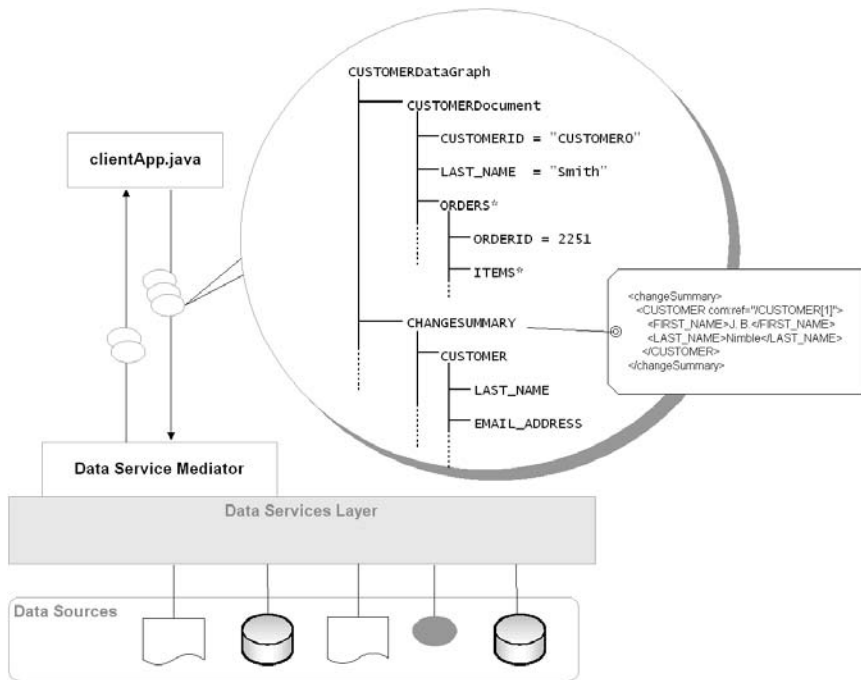 CUSTOMERDataGraph
CUSTOMERDocument
CUSTOMERID = "CUSTOMER0"
LAST_NAME = "Smith"
ORDERS*
ORDERID = 2251
ITEMS*
CHANGESUMMARY
CUSTOMER
LAST_NAME
EMAIL_ADDRESS
clientApp.java
<changeSummary>
<CUSTOMER com:ref="/CUSTOMER[1]">
<FIRST_NAME>J. B.</FIRST_NAME>
<LAST_NAME>Nimble</LAST_NAME>
</CUSTOMER>
</changeSummary>
Data Service Mediator
Data Services Layer
Data Sources